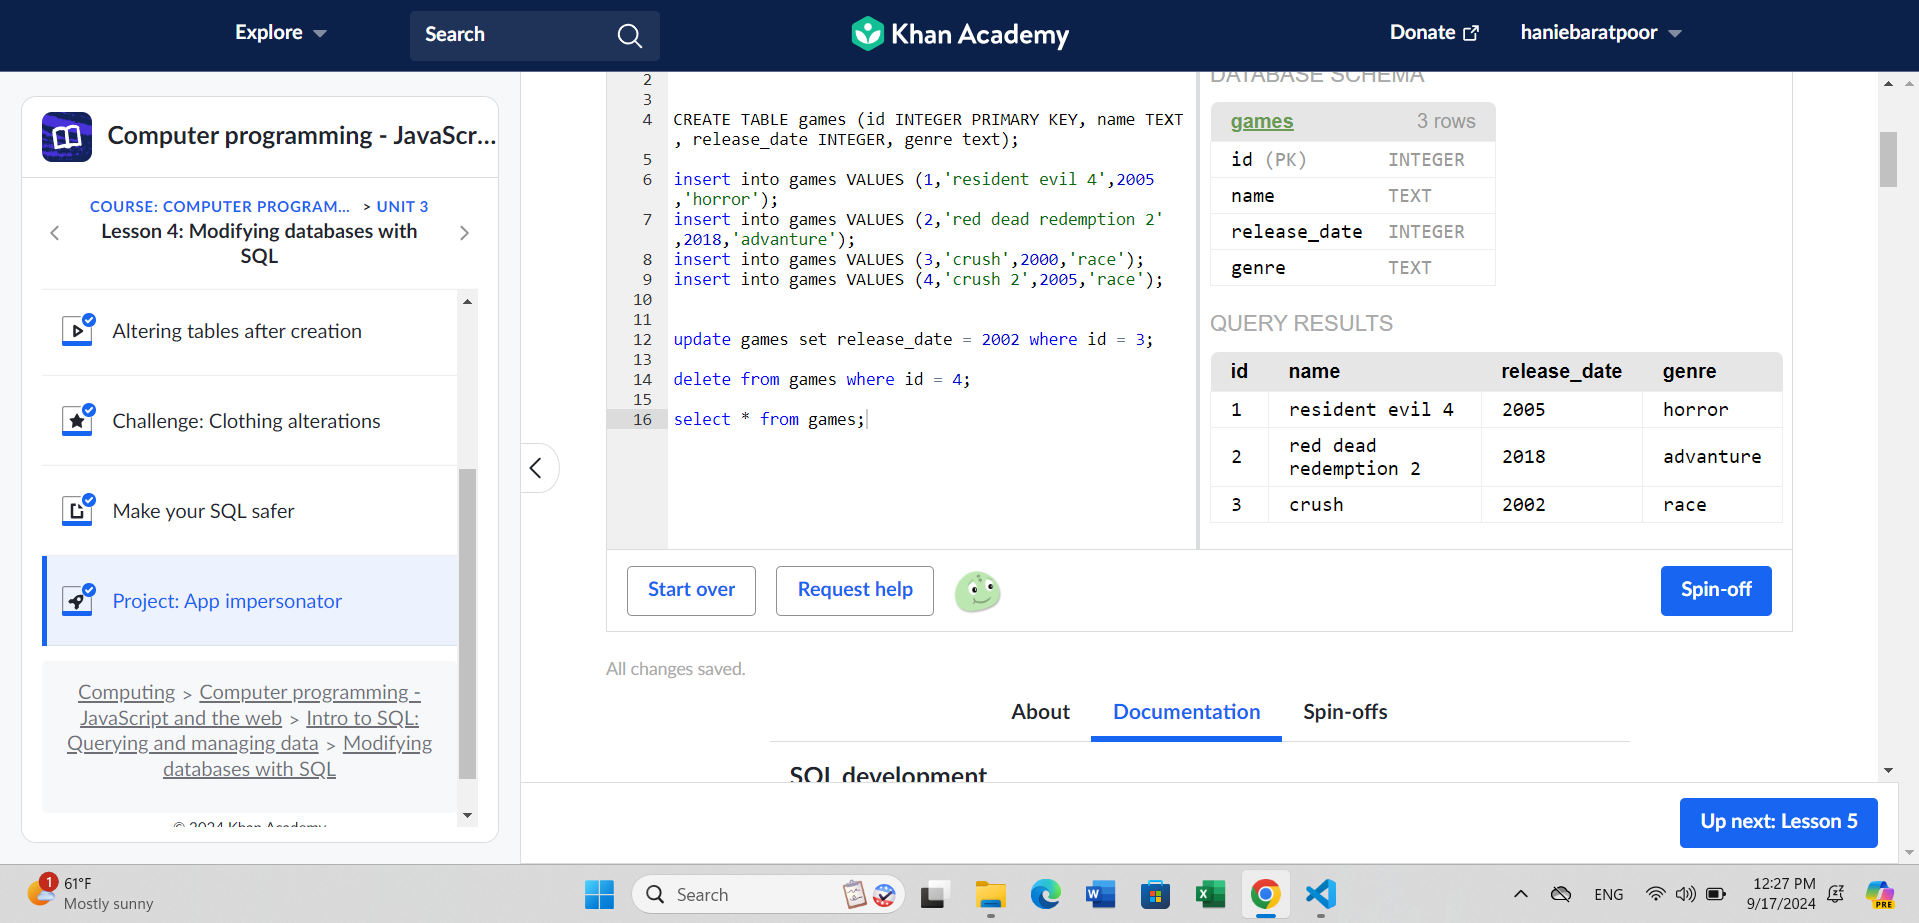 Explore
Search
Khan Academy
Donate
haniebaratpoor
Computer programming - JavaScr...
COURSE: COMPUTER PROGRAM... > UNIT 3
Lesson 4: Modifying databases with
SQL
Altering tables after creation
Challenge: Clothing alterations
Make your SQL safer
Project: App impersonator
Computing > Computer programming -
JavaScript and the web > Intro to SQL:
Querying and managing data > Modifying
databases with SQL
© 2024 Khan Academy
2
3
4 CREATE TABLE games (id INTEGER PRIMARY KEY, name TEXT
, release_date INTEGER, genre text);
5
6 insert into games VALUES (1,'resident evil 4',2005
,'horror');
7 insert into games VALUES (2,'red dead redemption 2'
,2018,'advanture');
8 insert into games VALUES (3,'crush',2000,'race');
9 insert into games VALUES (4,'crush 2',2005,'race');
10
11
12 update games set release_date = 2002 where id = 3;
13
14 delete from games where id = 4;
15
16 select * from games;
DATABASE SCHEMA
games 3 rows
id (PK) INTEGER
name TEXT
release_date INTEGER
genre TEXT
QUERY RESULTS
id name release_date genre
1 resident evil 4 2005 horror
2 red dead redemption 2 2018 advanture
3 crush 2002 race
Start over
Request help
Spin-off
All changes saved.
About Documentation Spin-offs
SQL development
Up next: Lesson 5
1
61°F
Mostly sunny
Search
ENG
12:27 PM
9/17/2024
PRE